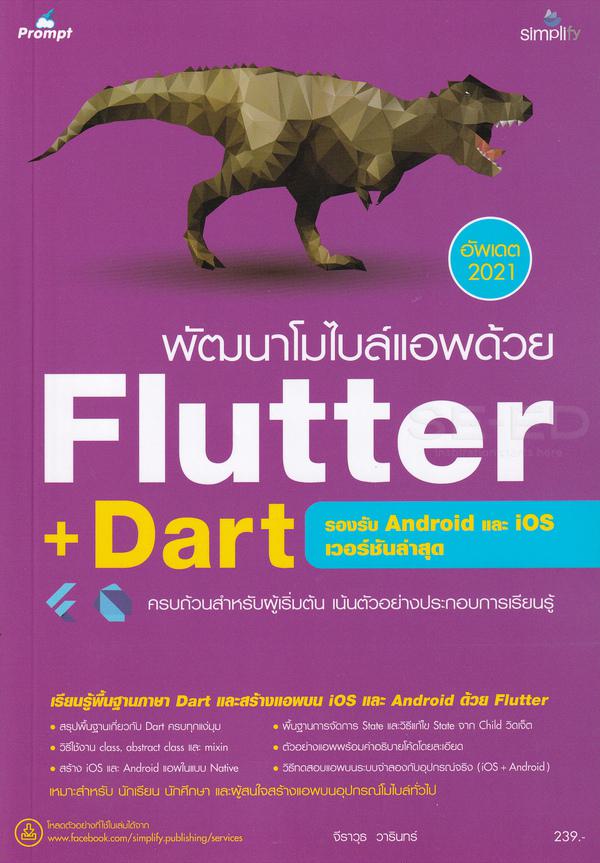 Prompt
simplify
อัพเดต
2021
พัฒนาโมไบล์แอพด้วย
Flutter
SE-ED
inspiration starts here
+ Dart
รองรับ Android และ iOS
เวอร์ชันล่าสุด
ครบถ้วนสำหรับผู้เริ่มต้น เน้นตัวอย่างประกอบการเรียนรู้
เรียนรู้พื้นฐานภาษา Dart และสร้างแอพบน iOS และ Android ด้วย Flutter
• สรุปพื้นฐานเกี่ยวกับ Dart ครบทุกแง่มุม
• วิธีใช้งาน class, abstract class และ mixin
• สร้าง iOS และ Android แอพในแบบ Native
• พื้นฐานการจัดการ State และวิธีแก้ไข State จาก Child วิดเจ็ต
• ตัวอย่างแอพพร้อมคำอธิบายโค้ดโดยละเอียด
• วิธีทดสอบแอพบนระบบจำลองกับอุปกรณ์จริง (iOS + Android)
เหมาะสำหรับ นักเรียน นักศึกษา และผู้สนใจสร้างแอพบนอุปกรณ์โมไบล์ทั่วไป
โหลดตัวอย่างที่ใช้ในเล่มได้จาก
www.facebook.com/simplify.publishing/services
จีราวุธ วารินทร์
239.-